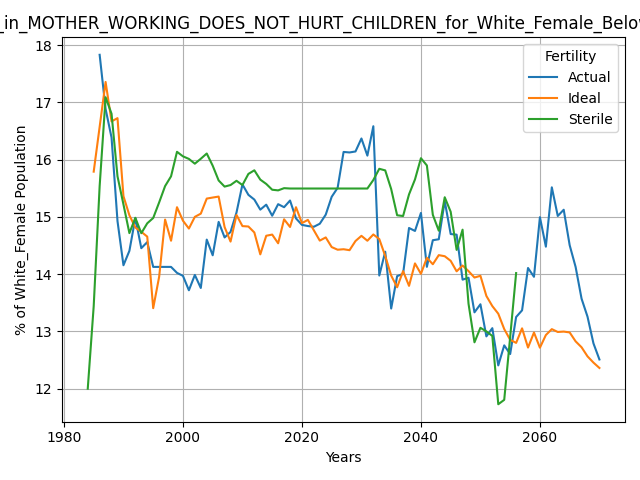 _in_MOTHER_WORKING_DOES_NOT_HURT_CHILDREN_for_White_Female_Belo
18
17
16
15
14
13
12
% of White_Female Population
1980
2000
2020
2040
2060
Years
Fertility
Actual
Ideal
Sterile